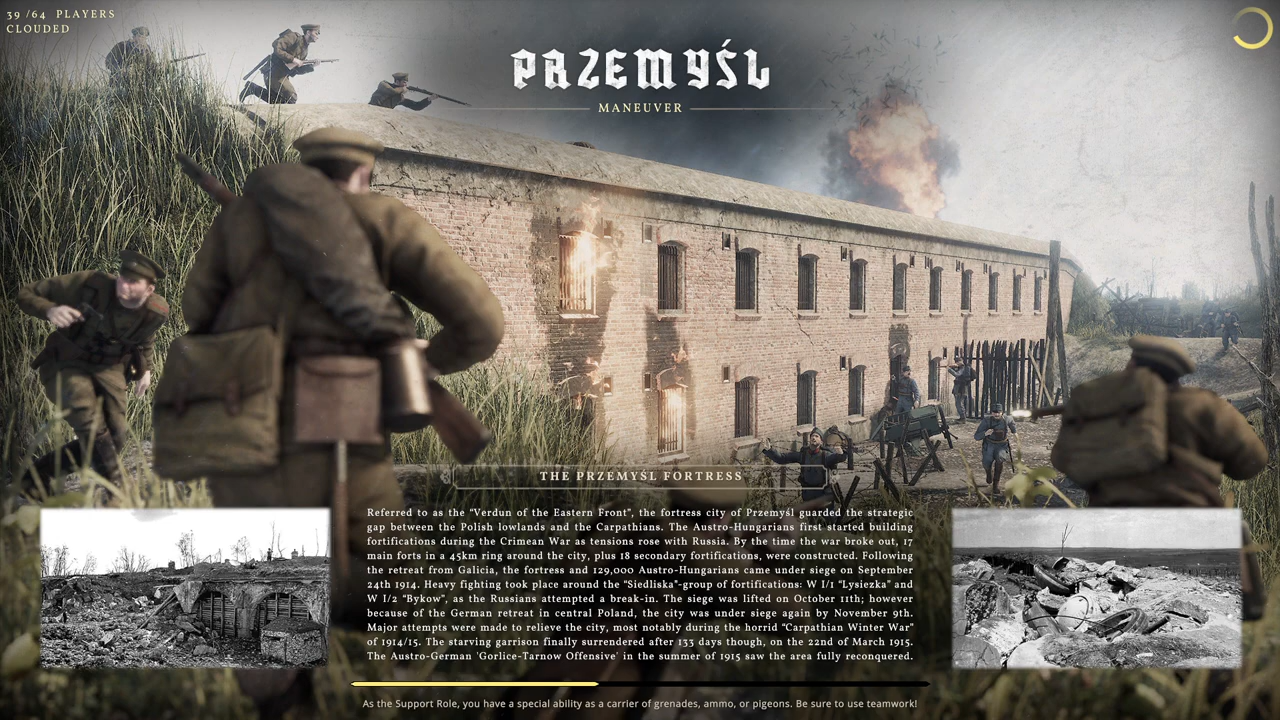 39 /64 PLAYERS
CLOUDED
PRZEMYŚL
MANEUVER
THE PRZEMYŚL FORTRESS
Referred to as the “Verdun of the Eastern Front”, the fortress city of Przemyśl guarded the strategic
gap between the Polish lowlands and the Carpathians. The Austro-Hungarians first started building
fortifications during the Crimean War as tensions rose with Russia. By the time the war broke out, 17
main forts in a 45km ring around the city, plus 18 secondary fortifications, were constructed. Following
the retreat from Galicia, the fortress and 129,000 Austro-Hungarians came under siege on September
24th 1914. Heavy fighting took place around the “Siedliska”-group of fortifications: W I/1 “Lysiezka” and
W I/2 “Bykow”, as the Russians attempted a break-in. The siege was lifted on October 11th; however
because of the German retreat in central Poland, the city was under siege again by November 9th.
Major attempts were made to relieve the city, most notably during the horrid “Carpathian Winter War”
of 1914/15. The starving garrison finally surrendered after 133 days though, on the 22nd of March 1915.
The Austro-German 'Gorlice-Tarnow Offensive' in the summer of 1915 saw the area fully reconquered.
As the Support Role, you have a special ability as a carrier of grenades, ammo, or pigeons. Be sure to use teamwork!